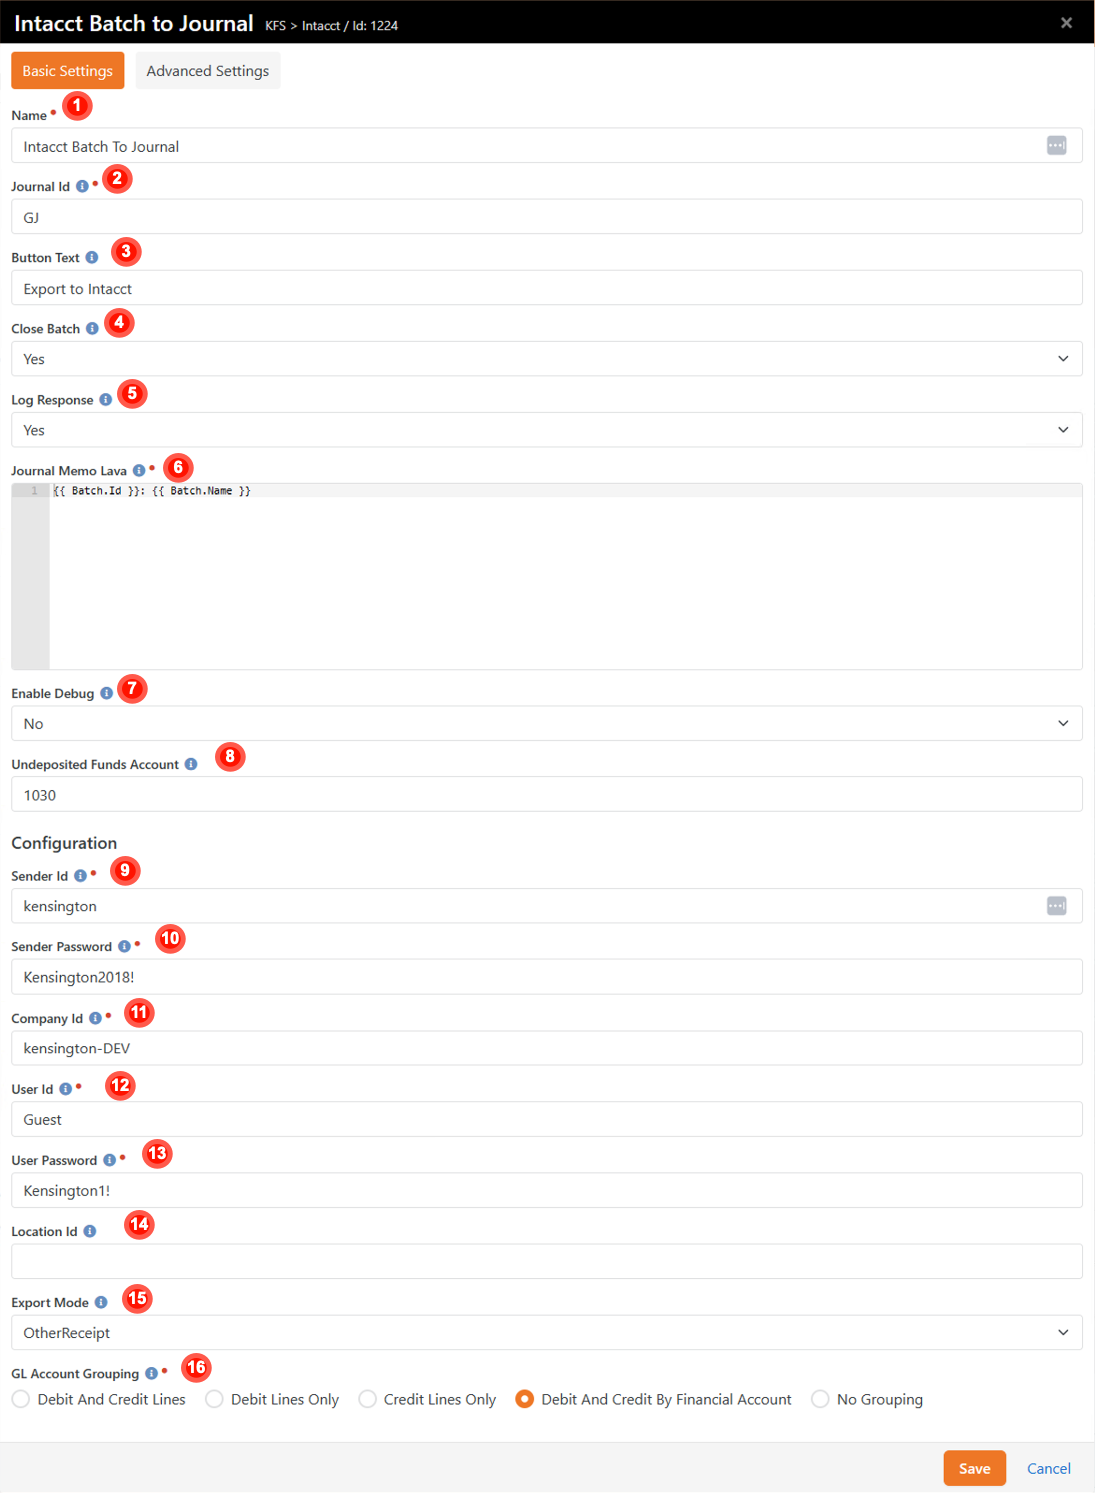 Intacct Batch to Journal KFS > Intacct / Id: 1224 ×
Basic Settings Advanced Settings
Name 1
Intacct Batch To Journal
Journal Id 2
GJ
Button Text 3
Export to Intacct
Close Batch 4
Yes
Log Response 5
Yes
Journal Memo Lava 6
1 {{ Batch.Id }}: {{ Batch.Name }}
Enable Debug 7
No
Undeposited Funds Account 8
1030
Configuration
Sender Id 9
kensington
Sender Password 10
Kensington2018!
Company Id 11
kensington-DEV
User Id 12
Guest
User Password 13
Kensington1!
Location Id 14
Export Mode 15
OtherReceipt
GL Account Grouping 16
Debit And Credit Lines Debit Lines Only Credit Lines Only Debit And Credit By Financial Account No Grouping
Save Cancel